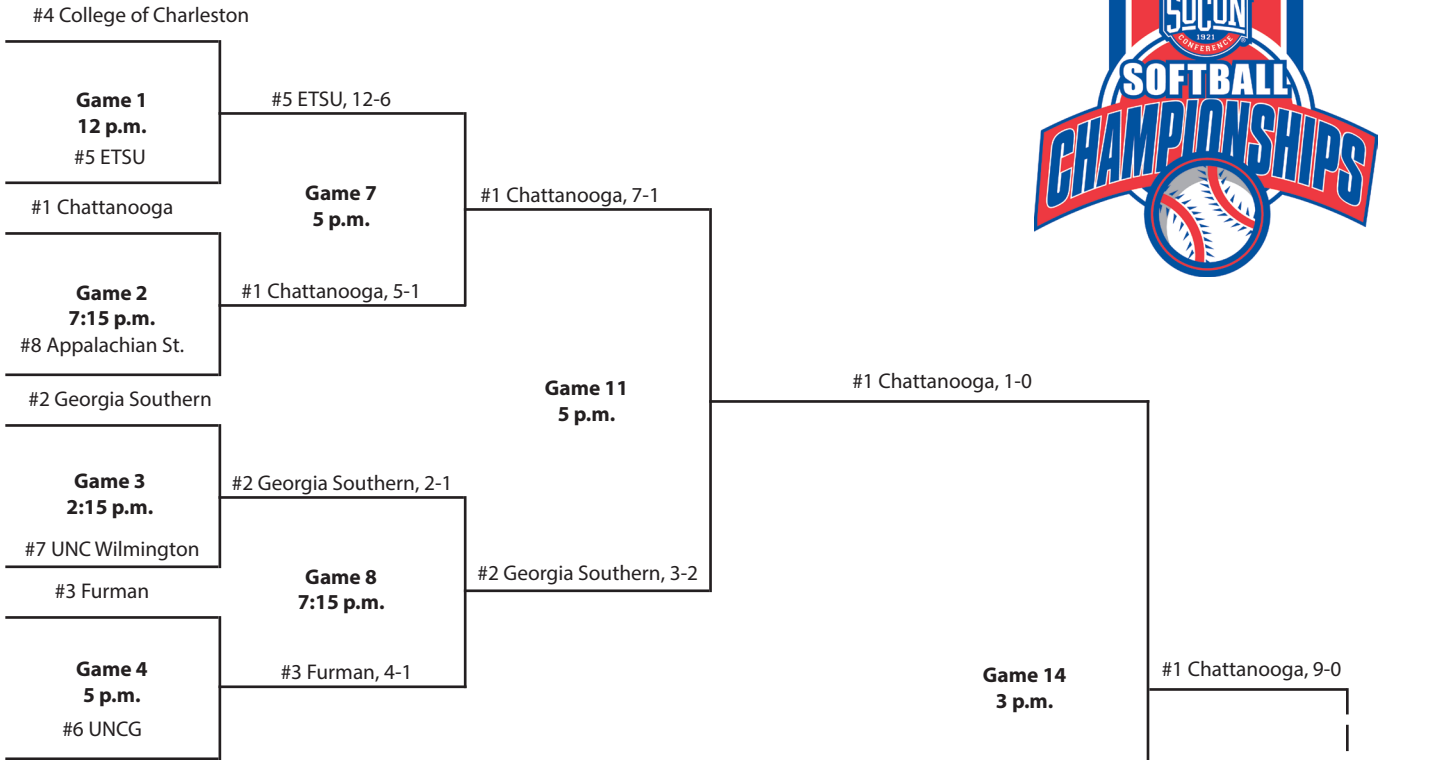 #4 College of Charleston
Game 1
12 p.m.
#5 ETSU
#5 ETSU, 12-6
#1 Chattanooga
Game 7
5 p.m.
#1 Chattanooga, 7-1
Game 2
7:15 p.m.
#8 Appalachian St.
#1 Chattanooga, 5-1
#2 Georgia Southern
Game 11
5 p.m.
#1 Chattanooga, 1-0
Game 3
2:15 p.m.
#7 UNC Wilmington
#2 Georgia Southern, 2-1
#3 Furman
Game 8
7:15 p.m.
#2 Georgia Southern, 3-2
Game 4
5 p.m.
#6 UNCG
#3 Furman, 4-1
Game 14
3 p.m.
#1 Chattanooga, 9-0
SOCON
1921
CONFERENCE
SOFTBALL
CHAMPIONSHIPS